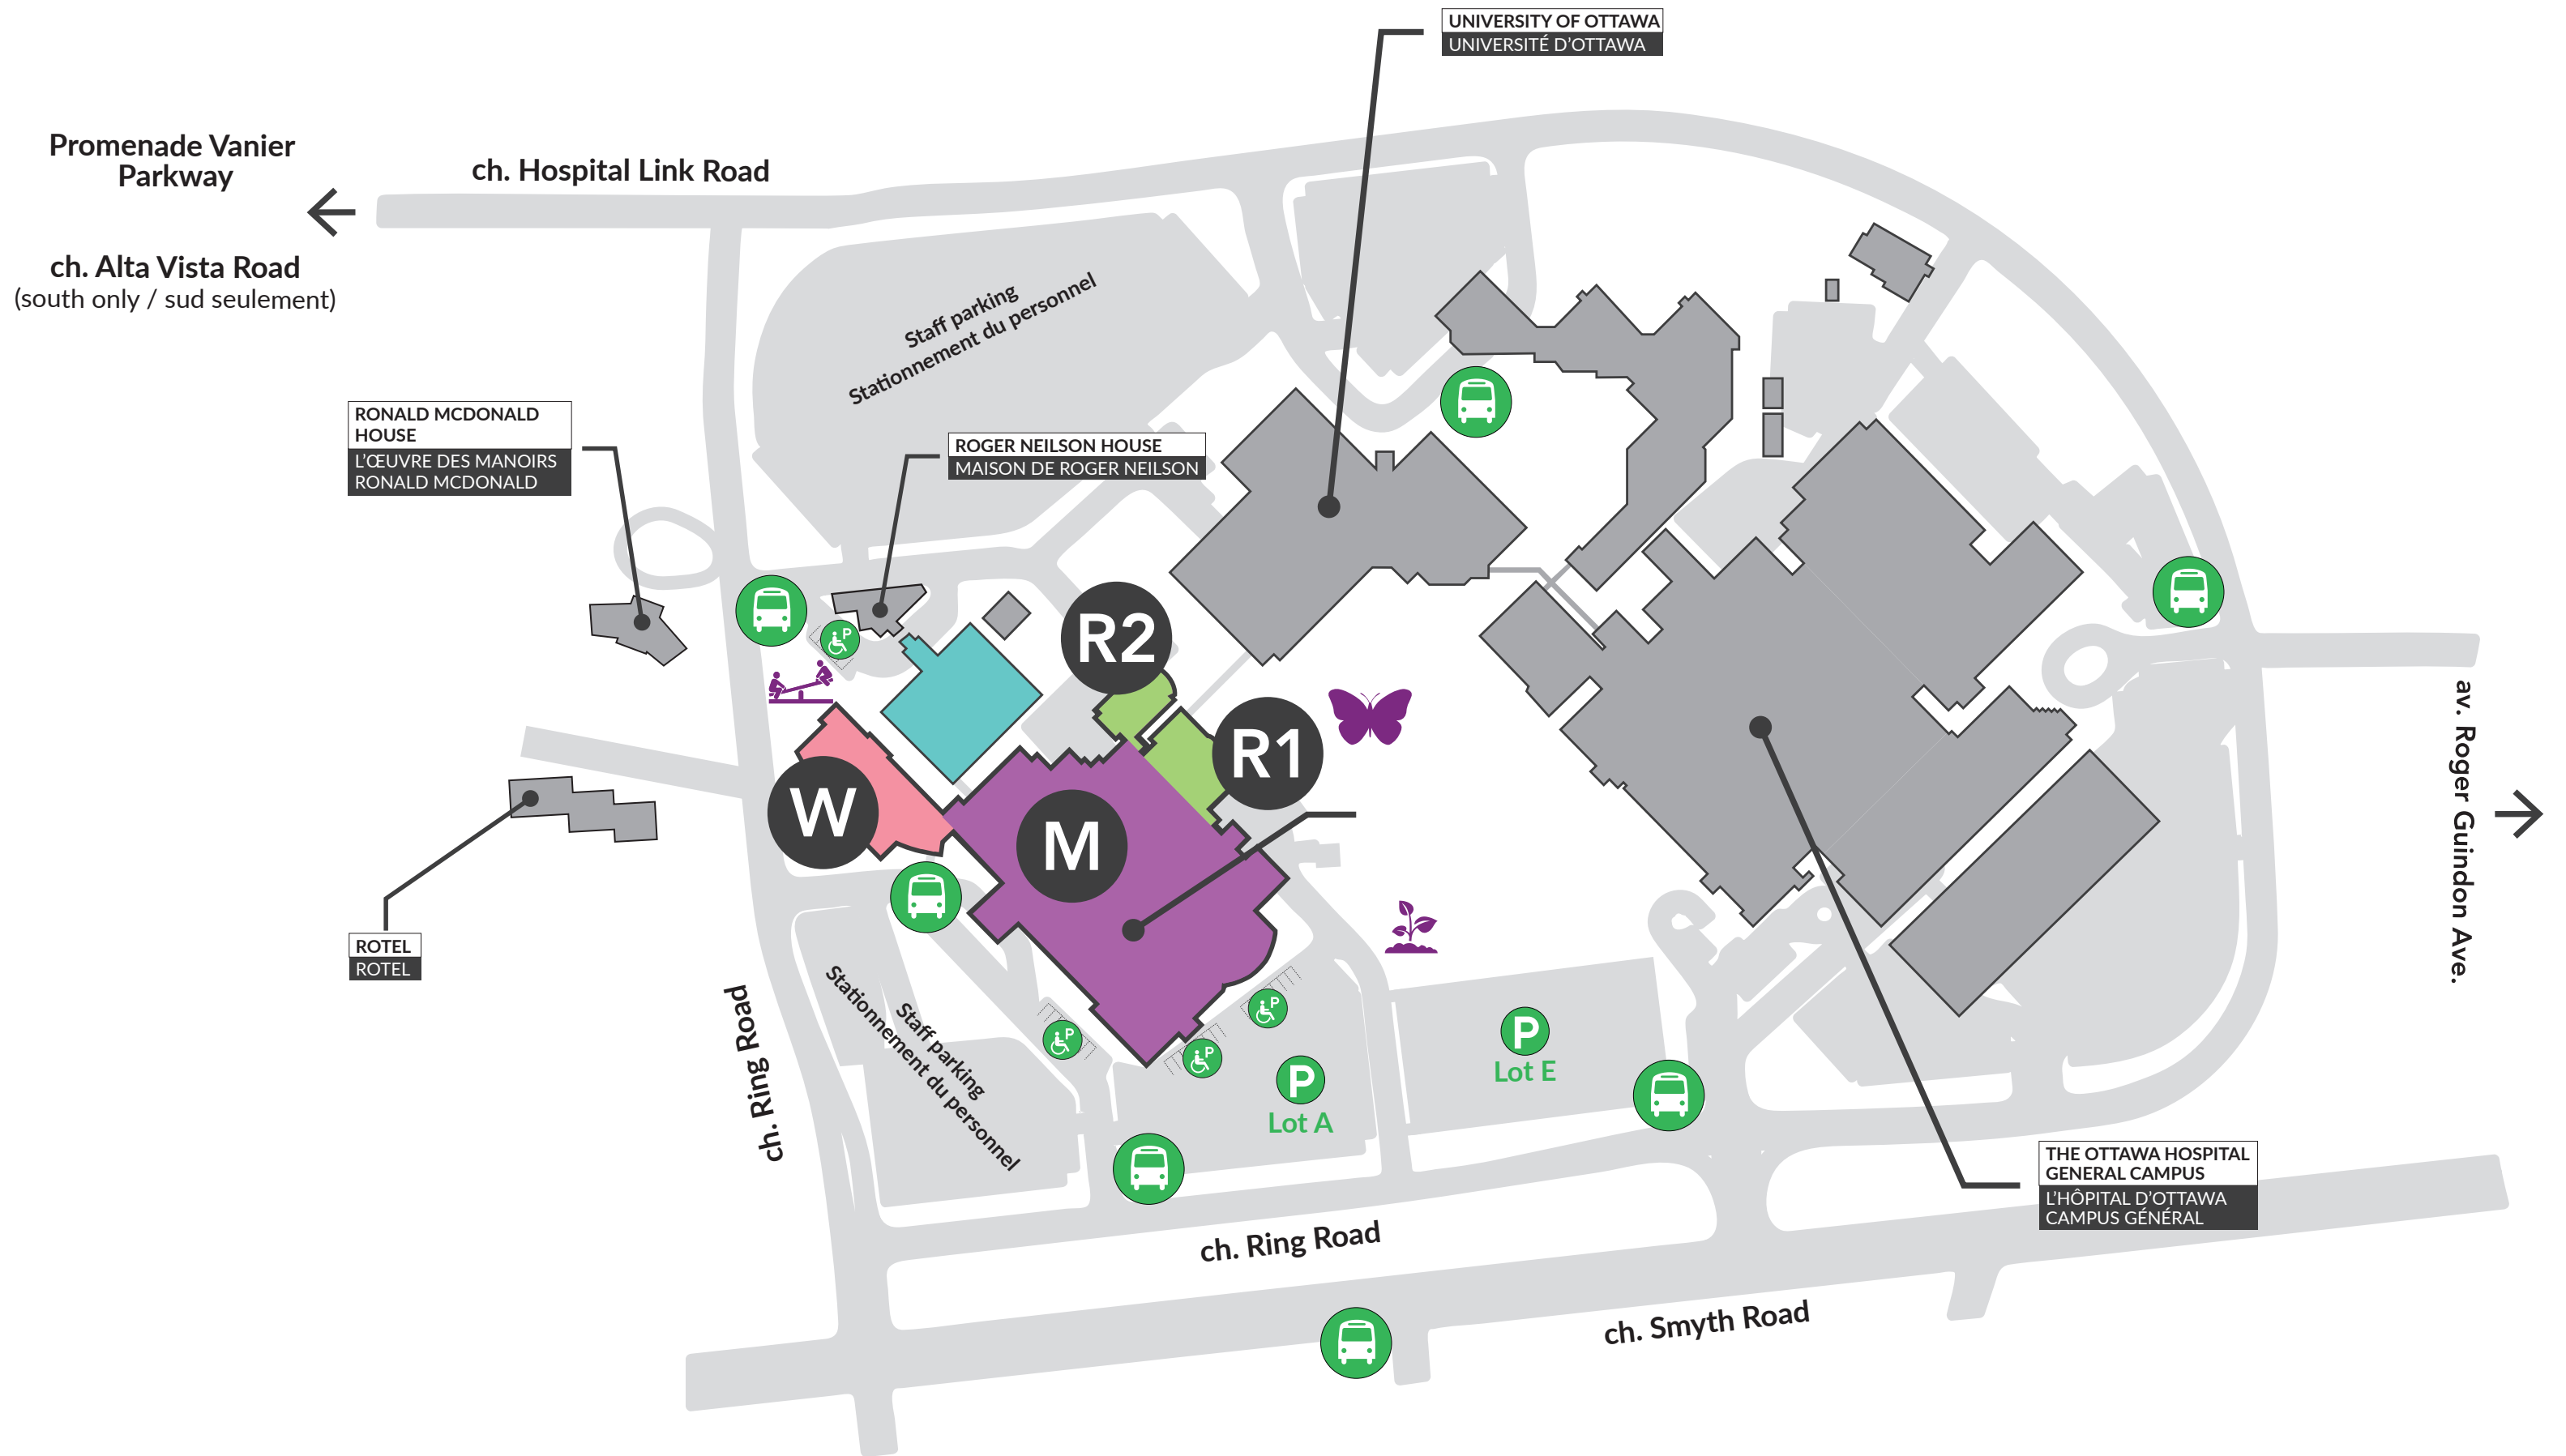 UNIVERSITY OF OTTAWA
UNIVERSITÉ D'OTTAWA
Promenade Vanier
Parkway
ch. Hospital Link Road
ch. Alta Vista Road
(south only / sud seulement)
Staff parking
Stationnement du personnel
RONALD MCDONALD
HOUSE
L'ŒUVRE DES MANOIRS
RONALD MCDONALD
ROGER NEILSON HOUSE
MAISON DE ROGER NEILSON
P
R2
R1
W
M
av. Roger Guindon Ave.
ROTEL
ROTEL
Staff parking
Stationnement du personnel
ch. Ring Road
P
P
P
P
Lot A
P
Lot E
THE OTTAWA HOSPITAL
GENERAL CAMPUS
L'HÔPITAL D'OTTAWA
CAMPUS GÉNÉRAL
ch. Ring Road
ch. Smyth Road